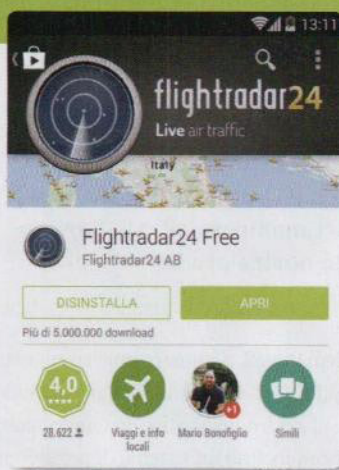 13:11
flightradar24
Live air traffic
Italy
Flightradar24 Free
Flightradar24 AB
DISINSTALLA
APRI
Più di 5.000.000 download
4,0
+1
28.622
Viaggi e info locali
Mario Bonofiglio
Simili